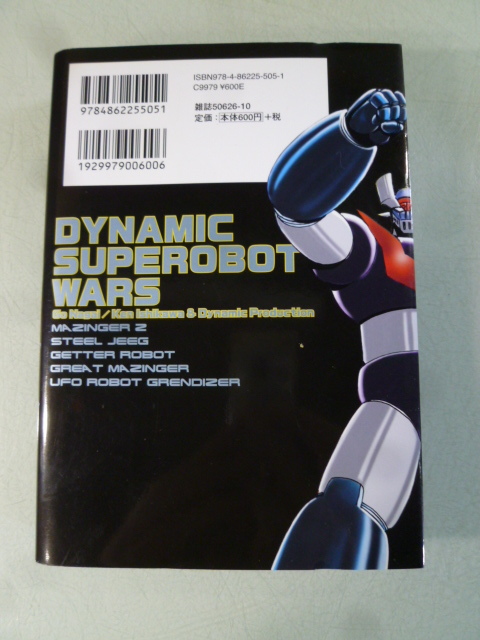 ISBN978-4-86225-505-1
C9979 ¥600E
9784862255051
雑誌50626-10
定価:本体600円+税
1929979006006
DYNAMIC
SUPEROBOT
WARS
Go Nagai / Ken Ishikawa & Dynamic Production
MAZINGER Z
STEEL JEEG
GETTER ROBOT
GREAT MAZINGER
UFO ROBOT GRENDIZER